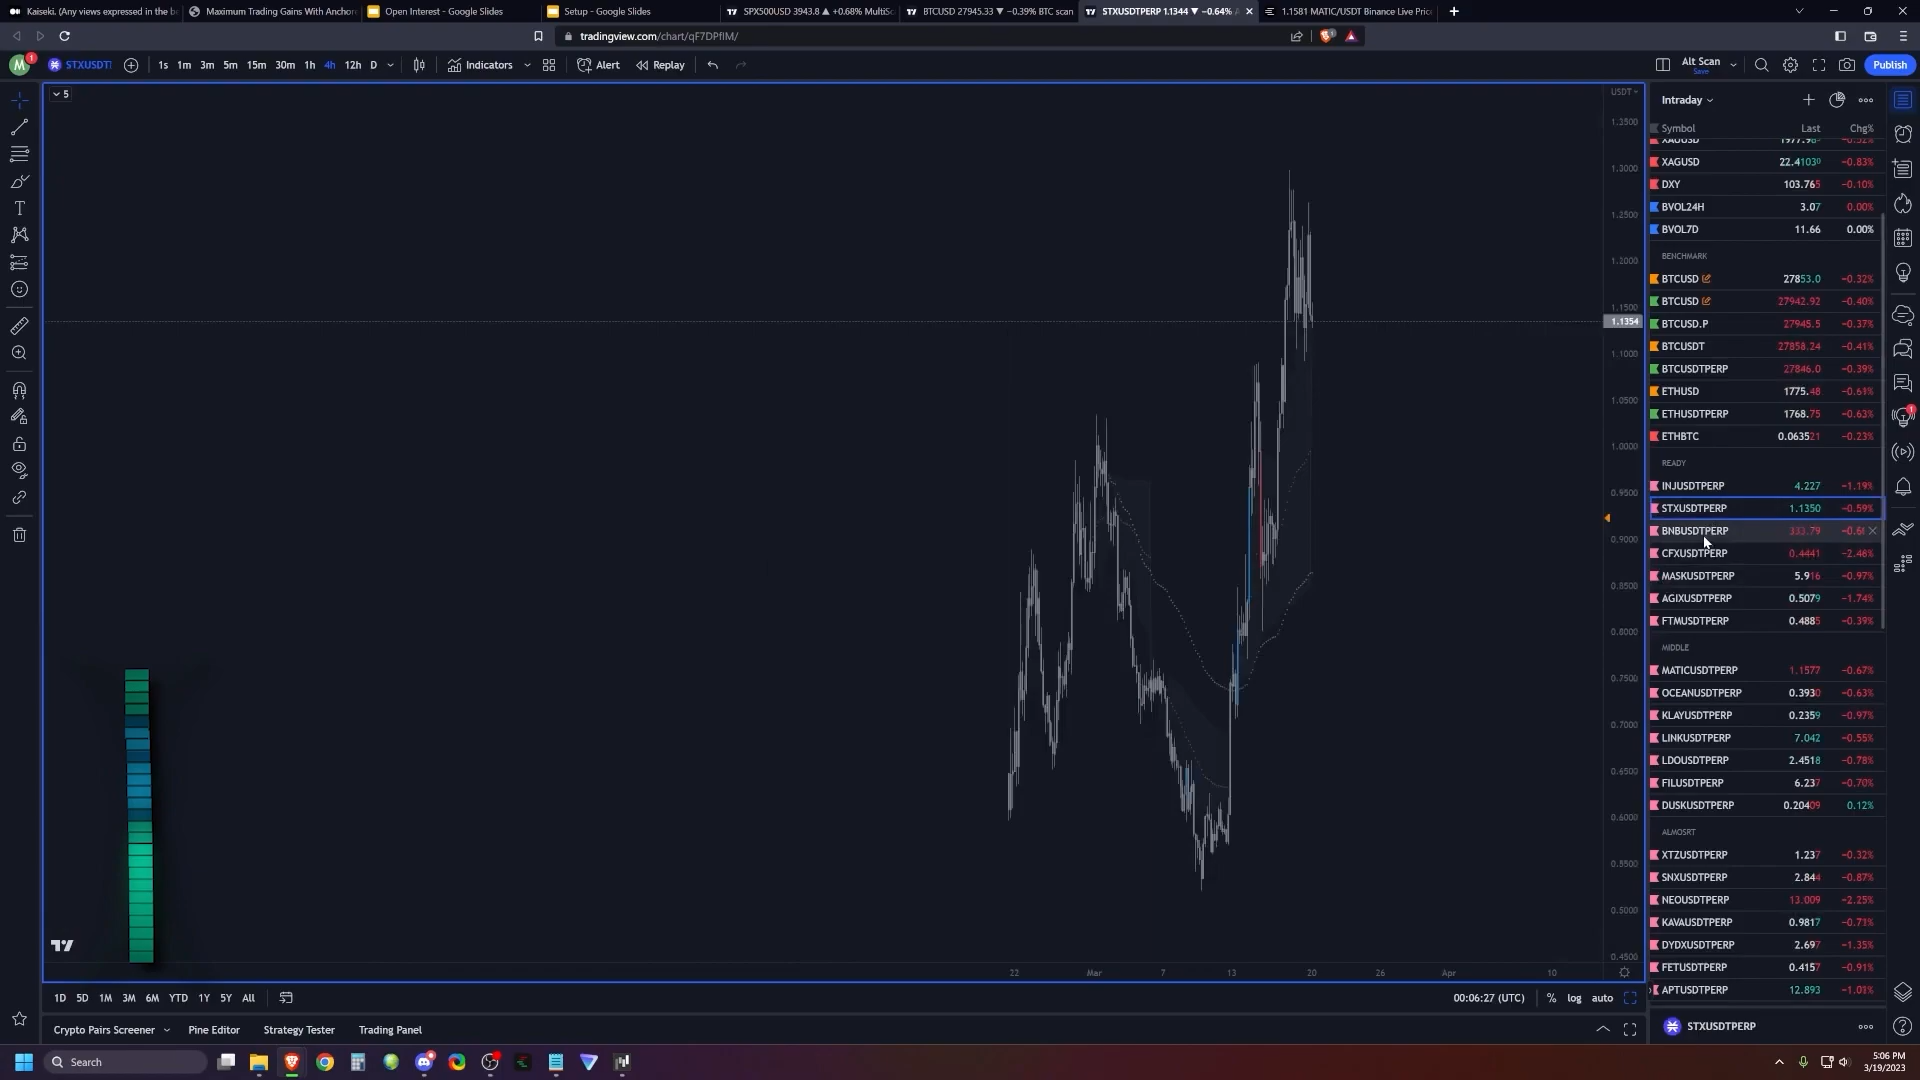 Kaiseki. (Any views expressed in the b
Maximum Trading Gains With Anchor
Open Interest - Google Slides
Setup - Google Slides
SPX500USD 3943.8 ▲ +0.68% MultiSc
BTCUSD 27945.33 ▼ −0.39% BTC scan
STXUSDTPERP 1.1344 ▼ −0.64%
1.1581 MATIC/USDT Binance Live Pric
tradingview.com/chart/qF7DPfIM/
M 1
STXUSDT
1s 1m 3m 5m 15m 30m 1h 4h 12h D
Indicators
Alert
Replay
Alt Scan
Save
Publish
5
USDT
1.3500
1.3000
1.2500
1.2000
1.1500
1.1354
1.1000
1.0500
1.0000
0.9500
0.9000
0.8500
0.8000
0.7500
0.7000
0.6500
0.6000
0.5500
0.5000
0.4500
22 Mar 7 13 20 26 Apr 10
Intraday
Symbol Last Chg%
XAUUSD
XAGUSD 22.4103⁰ −0.83%
DXY 103.765 −0.10%
BVOL24H 3.07 0.00%
BVOL7D 11.66 0.00%
BENCHMARK
BTCUSD 27853.0 −0.32%
BTCUSD 27942.92 −0.40%
BTCUSD.P 27945.5 −0.37%
BTCUSDT 27858.24 −0.41%
BTCUSDTPERP 27846.0 −0.39%
ETHUSD 1775.48 −0.61%
ETHUSDTPERP 1768.75 −0.63%
ETHBTC 0.063521 −0.23%
READY
INJUSDTPERP 4.227 −1.19%
STXUSDTPERP 1.1350 −0.59%
BNBUSDTPERP 333.79
CFXUSDTPERP 0.4441 −2.46%
MASKUSDTPERP 5.916 −0.97%
AGIXUSDTPERP 0.5079 −1.74%
FTMUSDTPERP 0.4885 −0.39%
MIDDLE
MATICUSDTPERP 1.1577 −0.67%
OCEANUSDTPERP 0.3930 −0.63%
KLAYUSDTPERP 0.2359 −0.97%
LINKUSDTPERP 7.042 −0.55%
LDOUSDTPERP 2.4518 −0.78%
FILUSDTPERP 6.237 −0.70%
DUSKUSDTPERP 0.20409 0.12%
ALMOSRT
XTZUSDTPERP 1.237 −0.32%
SNXUSDTPERP 2.844 −0.87%
NEOUSDTPERP 13.009 −2.25%
KAVAUSDTPERP 0.9817 −0.71%
DYDXUSDTPERP 2.697 −1.35%
FETUSDTPERP 0.4157 −0.91%
APTUSDTPERP 12.893 −1.01%
STXUSDTPERP
1D 5D 1M 3M 6M YTD 1Y 5Y All
00:06:27 (UTC) % log auto
Crypto Pairs Screener Pine Editor Strategy Tester Trading Panel
Search
5:06 PM
3/19/2023